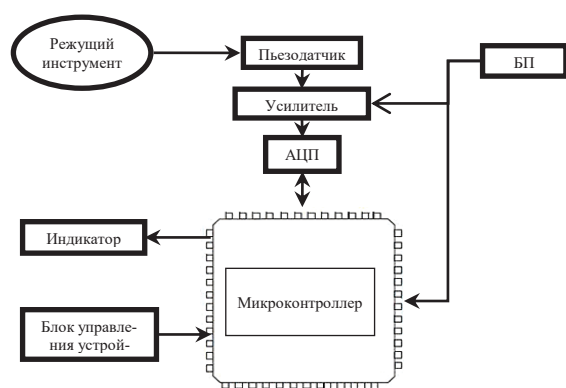 Режущий
инструмент
Пьезодатчик
БП
Усилитель
АЦП
Индикатор
Микроконтроллер
Блок управле-
ния устрой-